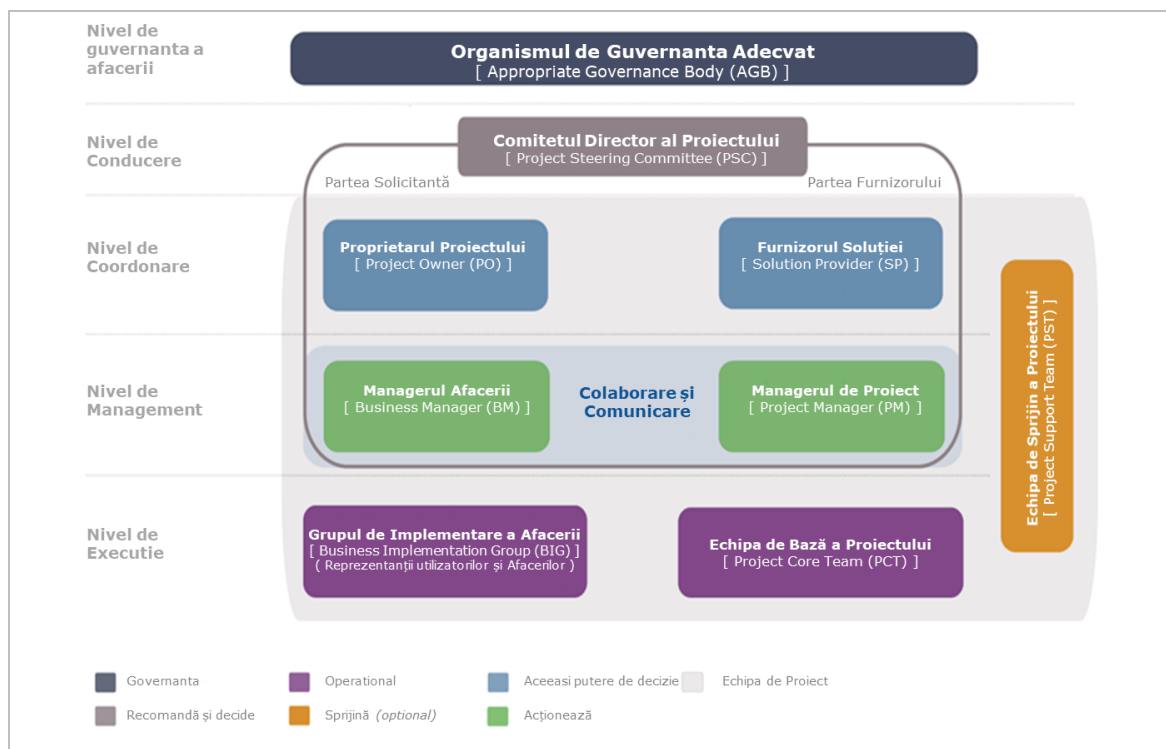 Nivel de
guvernanta a
afacerii
Organismul de Guvernanta Adecvat
[ Appropriate Governance Body (AGB) ]
Nivel de
Conducere
Comitetul Director al Proiectului
[ Project Steering Committee (PSC) ]
Partea Solicitantă
Partea Furnizorului
Nivel de
Coordonare
Proprietarul Proiectului
[ Project Owner (PO) ]
Furnizorul Soluției
[ Solution Provider (SP) ]
Nivel de
Management
Managerul Afacerii
[ Business Manager (BM) ]
Colaborare și
Comunicare
Managerul de Proiect
[ Project Manager (PM) ]
Echipa de Sprijin a Proiectului
[ Project Support Team (PST) ]
Nivel de
Executie
Grupul de Implementare a Afacerii
[ Business Implementation Group (BIG) ]
( Reprezentanții utilizatorilor și Afacerilor )
Echipa de Bază a Proiectului
[ Project Core Team (PCT) ]
Governanta
Operational
Aceeasi putere de decizie
Echipa de Proiect
Recomandă și decide
Sprijină (optional)
Acționează